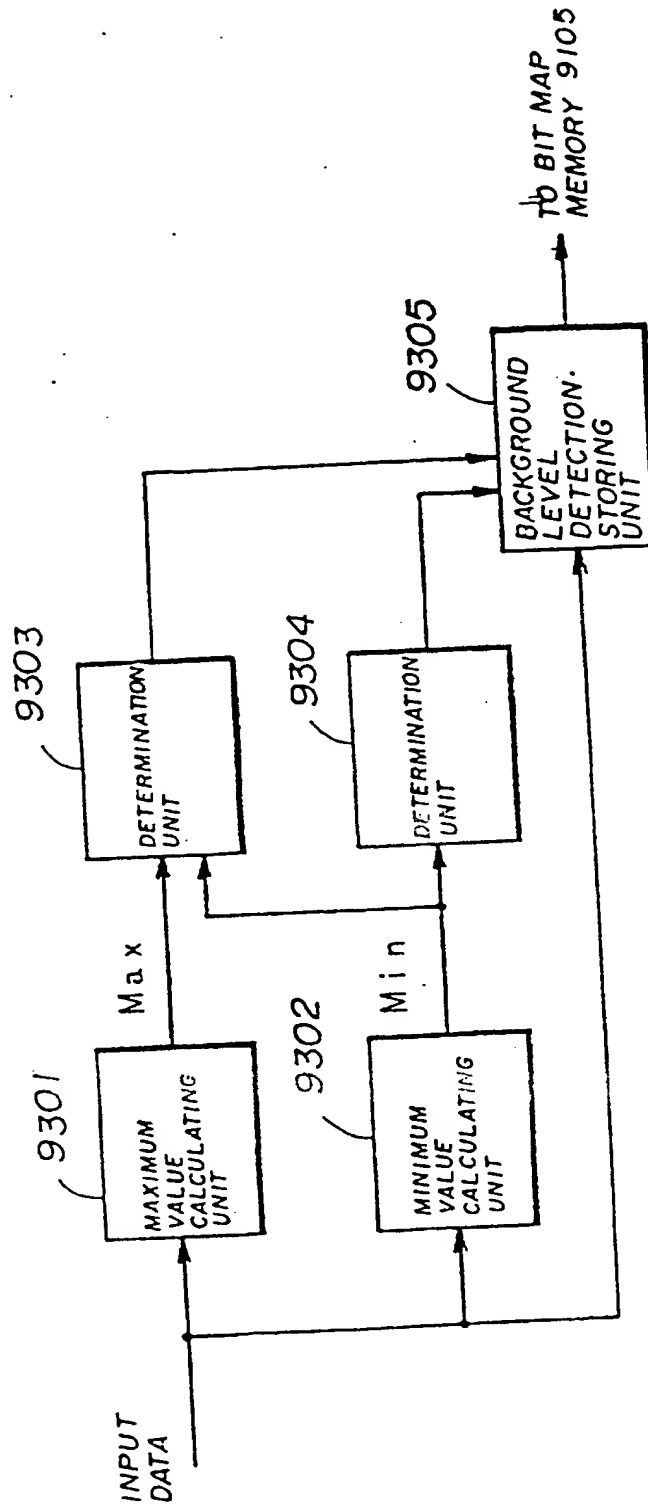 INPUT
DATA
9301
MAXIMUM
VALUE
CALCULATING
UNIT
Max
9303
DETERMINATION
UNIT
9302
MINIMUM
VALUE
CALCULATING
UNIT
Min
9304
DETERMINATION
UNIT
9305
BACKGROUND
LEVEL
DETECTION·
STORING
UNIT
TO BIT MAP
MEMORY 9105